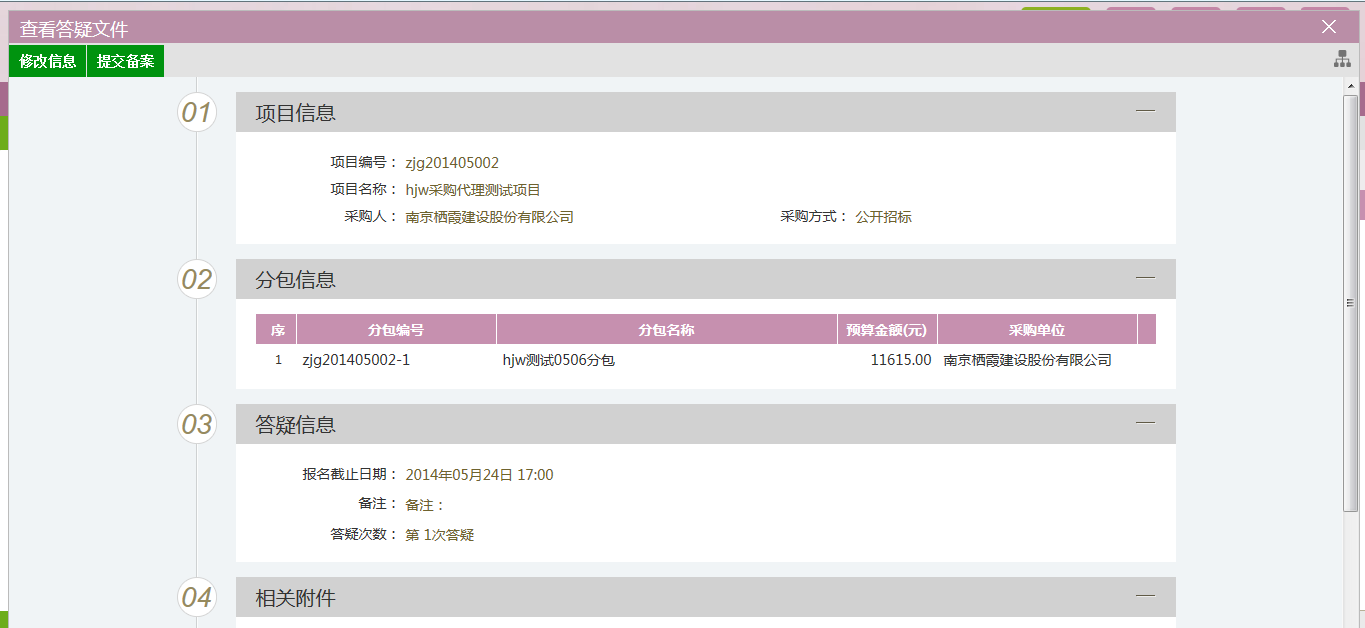 查看答疑文件
修改信息 提交备案
01 项目信息
项目编号： zjg201405002
项目名称： hjw采购代理测试项目
采购人： 南京栖霞建设股份有限公司 采购方式： 公开招标
02 分包信息
序 分包编号 分包名称 预算金额(元) 采购单位
1 zjg201405002-1 hjw测试0506分包 11615.00 南京栖霞建设股份有限公司
03 答疑信息
报名截止日期： 2014年05月24日 17:00
备注： 备注：
答疑次数： 第 1次答疑
04 相关附件